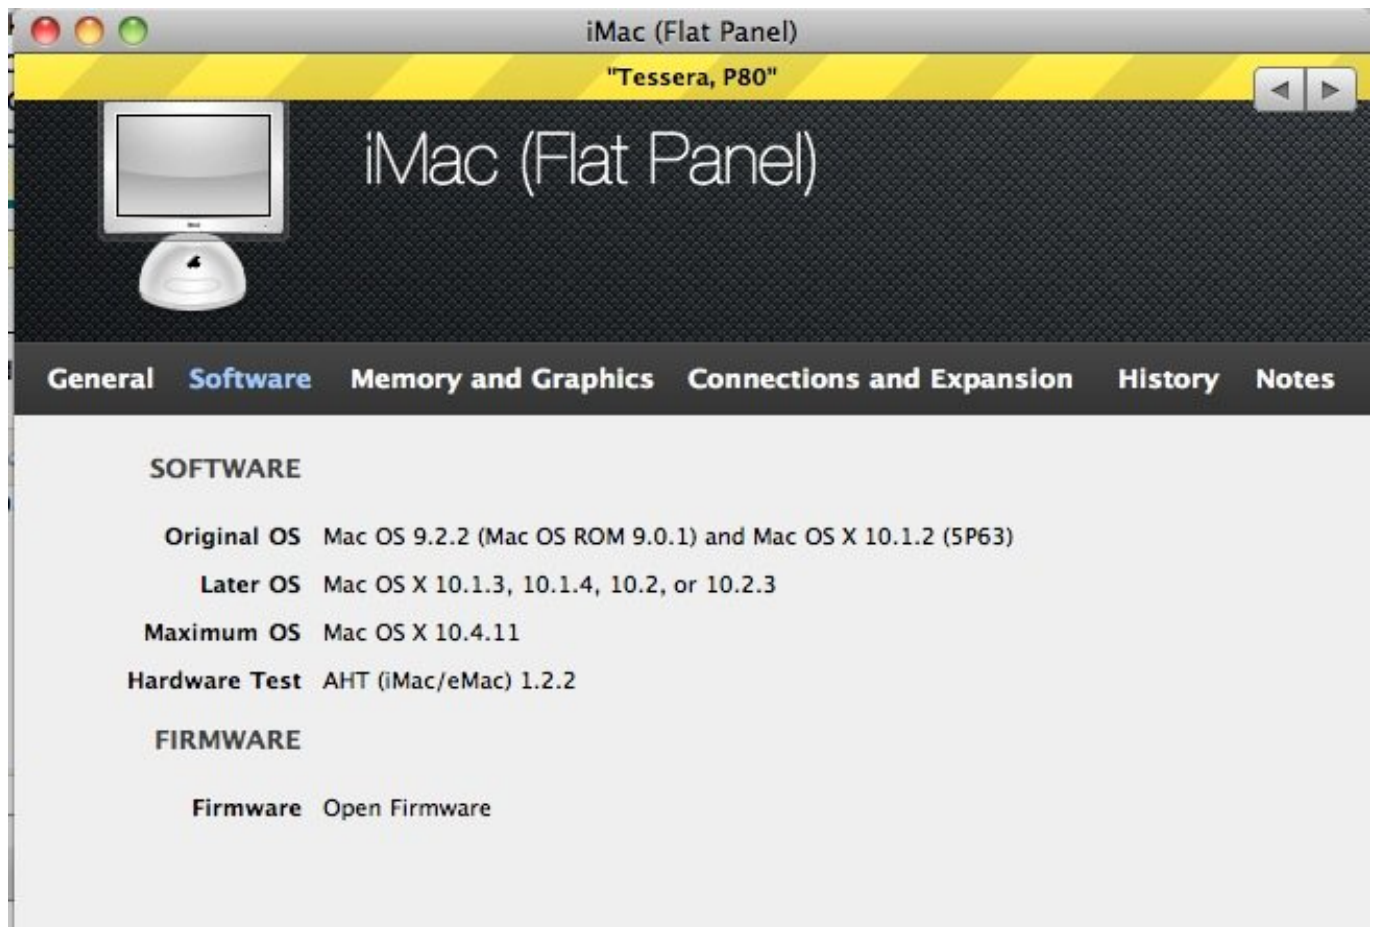 iMac (Flat Panel)
"Tessera, P80"
iMac (Flat Panel)
General Software Memory and Graphics Connections and Expansion History Notes
SOFTWARE
Original OS Mac OS 9.2.2 (Mac OS ROM 9.0.1) and Mac OS X 10.1.2 (5P63)
Later OS Mac OS X 10.1.3, 10.1.4, 10.2, or 10.2.3
Maximum OS Mac OS X 10.4.11
Hardware Test AHT (iMac/eMac) 1.2.2
FIRMWARE
Firmware Open Firmware